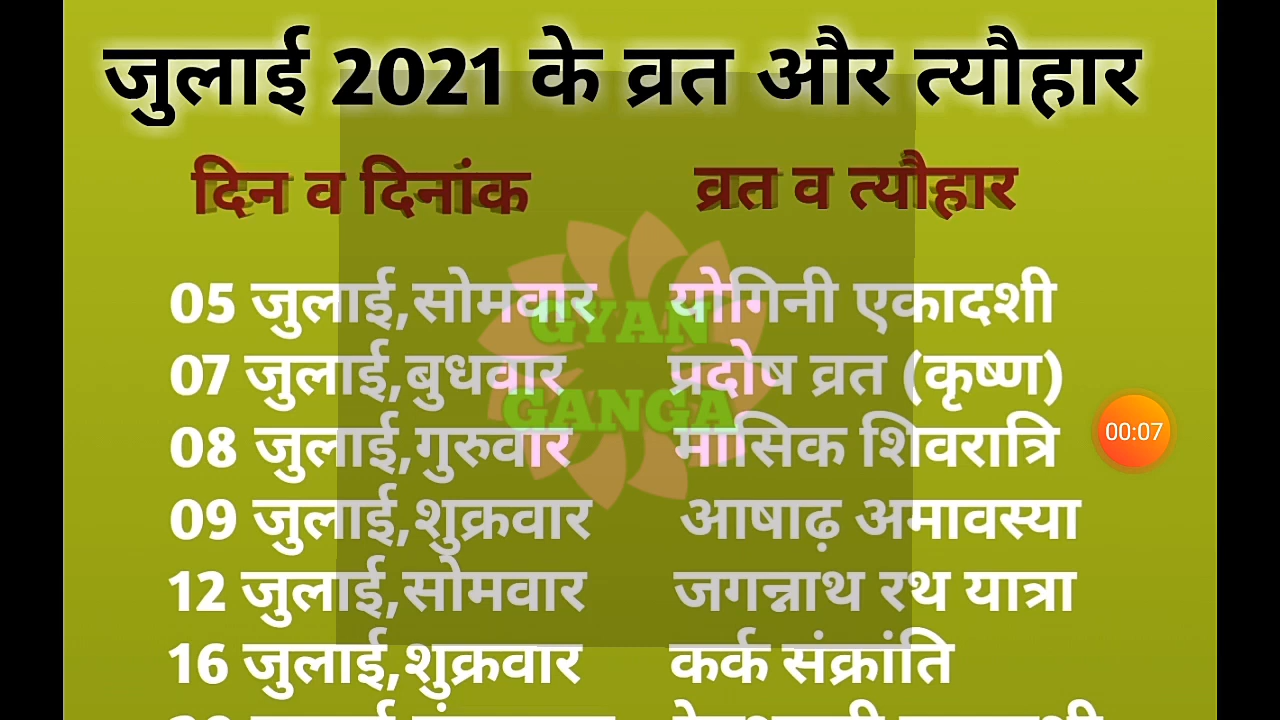 जुलाई 2021 के व्रत और त्यौहार
दिन व दिनांक व्रत व त्यौहार
05 जुलाई,सोमवार योगिनी एकादशी
07 जुलाई,बुधवार प्रदोष व्रत (कृष्ण)
08 जुलाई,गुरुवार मासिक शिवरात्रि
09 जुलाई,शुक्रवार आषाढ़ अमावस्या
12 जुलाई,सोमवार जगन्नाथ रथ यात्रा
16 जुलाई,शुक्रवार कर्क संक्रांति
GYAN
GANGA
00:07